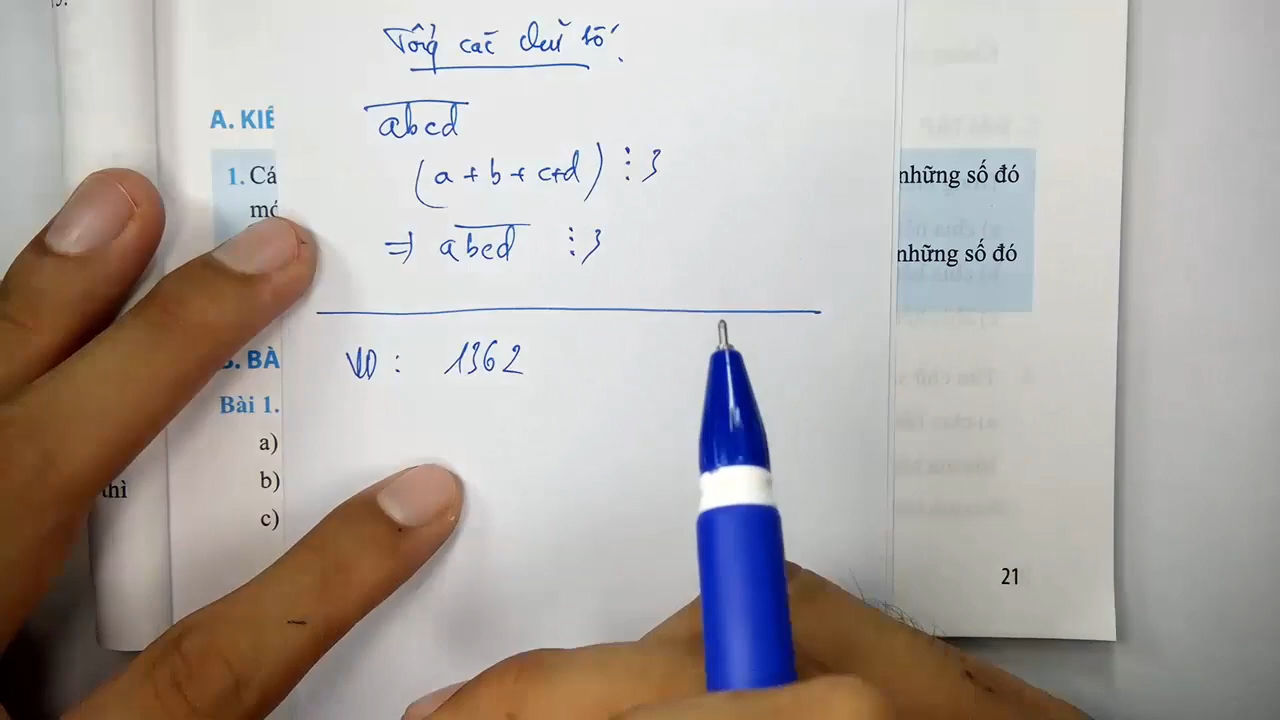 Tổng các chữ số.
A. KIẾ
abcd
(a + b + c+d) ⋮ 3
1. Cá
những số đó
mớ
⇒ abcd ⋮ 3
những số đó
VD : 1362
B. BÀ
Bài 1.
a)
b)
thì
c)
21